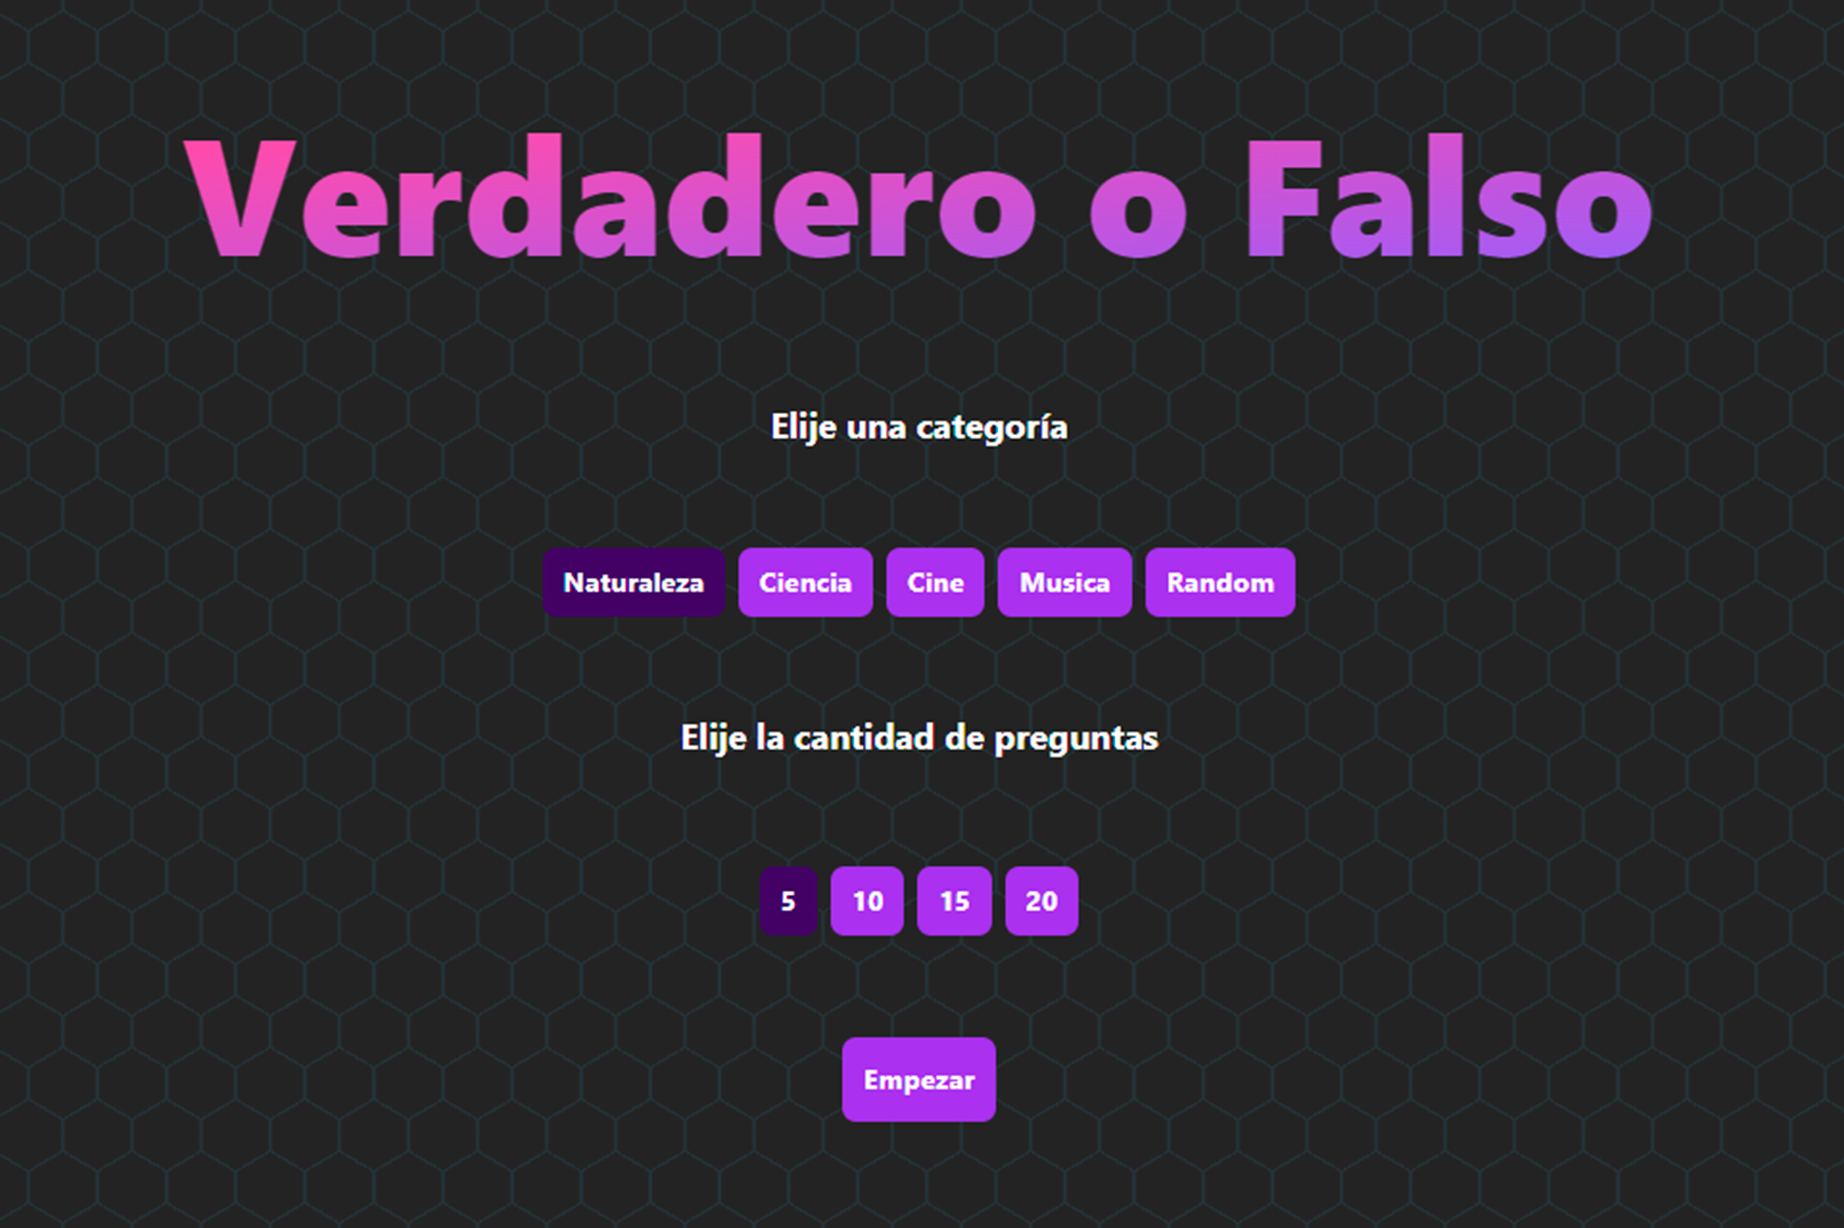 Verdadero o Falso
Elije una categoría
Naturaleza Ciencia Cine Musica Random
Elije la cantidad de preguntas
5 10 15 20
Empezar